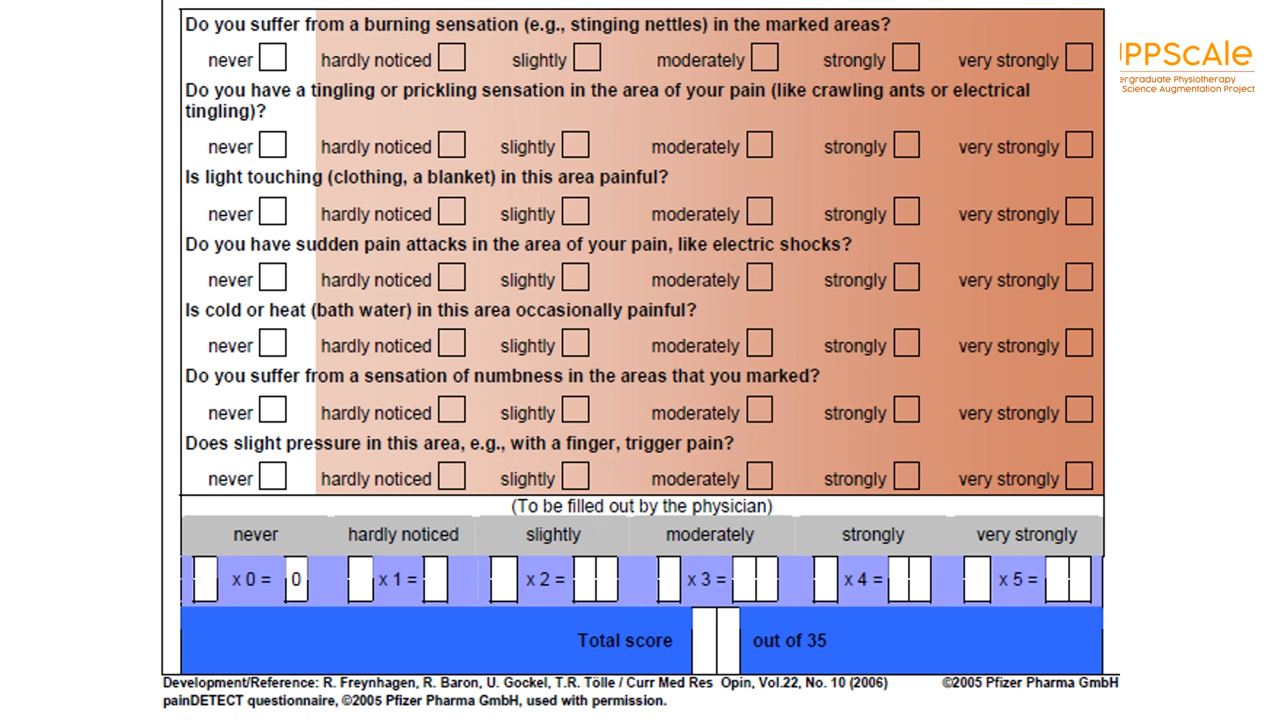 Do you suffer from a burning sensation (e.g., stinging nettles) in the marked areas?
never hardly noticed slightly moderately strongly very strongly
Do you have a tingling or prickling sensation in the area of your pain (like crawling ants or electrical
tingling)?
never hardly noticed slightly moderately strongly very strongly
Is light touching (clothing, a blanket) in this area painful?
never hardly noticed slightly moderately strongly very strongly
Do you have sudden pain attacks in the area of your pain, like electric shocks?
never hardly noticed slightly moderately strongly very strongly
Is cold or heat (bath water) in this area occasionally painful?
never hardly noticed slightly moderately strongly very strongly
Do you suffer from a sensation of numbness in the areas that you marked?
never hardly noticed slightly moderately strongly very strongly
Does slight pressure in this area, e.g., with a finger, trigger pain?
never hardly noticed slightly moderately strongly very strongly
(To be filled out by the physician)
never hardly noticed slightly moderately strongly very strongly
x 0 = 0 x 1 = x 2 = x 3 = x 4 = x 5 =
Total score out of 35
Development/Reference: R. Freynhagen, R. Baron, U. Gockel, T.R. Tölle / Curr Med Res Opin, Vol.22, No. 10 (2006) ©2005 Pfizer Pharma GmbH
painDETECT questionnaire, ©2005 Pfizer Pharma GmbH, used with permission.
PPSCAle
ergraduate Physiotherapy
Science Augmentation Project